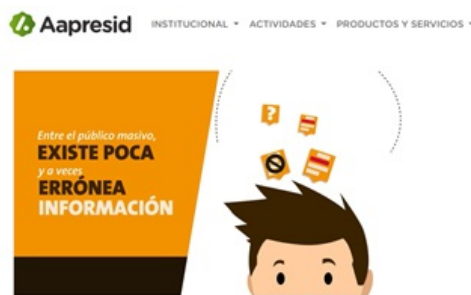 Aapresid
INSTITUCIONAL ACTIVIDADES PRODUCTOS Y SERVICIOS
Entre el público masivo,
EXISTE POCA
y a veces
ERRÓNEA
INFORMACIÓN
?